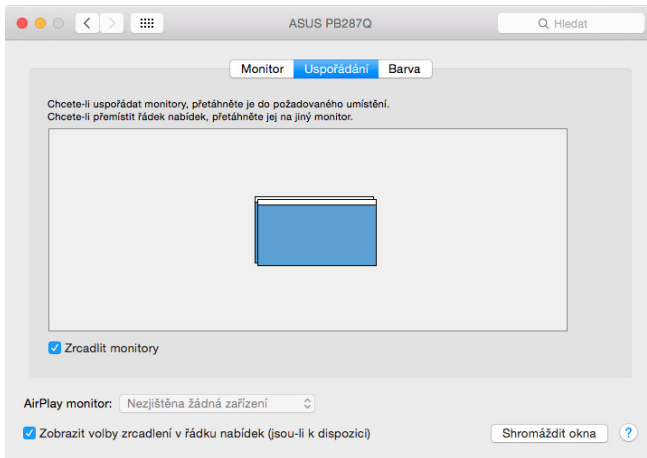 ASUS PB287Q
Hledat
Monitor Uspořádání Barva
Chcete-li uspořádat monitory, přetáhněte je do požadovaného umístění.
Chcete-li přemístit řádek nabídek, přetáhněte jej na jiný monitor.
Zrcadlit monitory
AirPlay monitor: Nezjištěna žádná zařízení
Zobrazit volby zrcadlení v řádku nabídek (jsou-li k dispozici)
Shromáždit okna ?